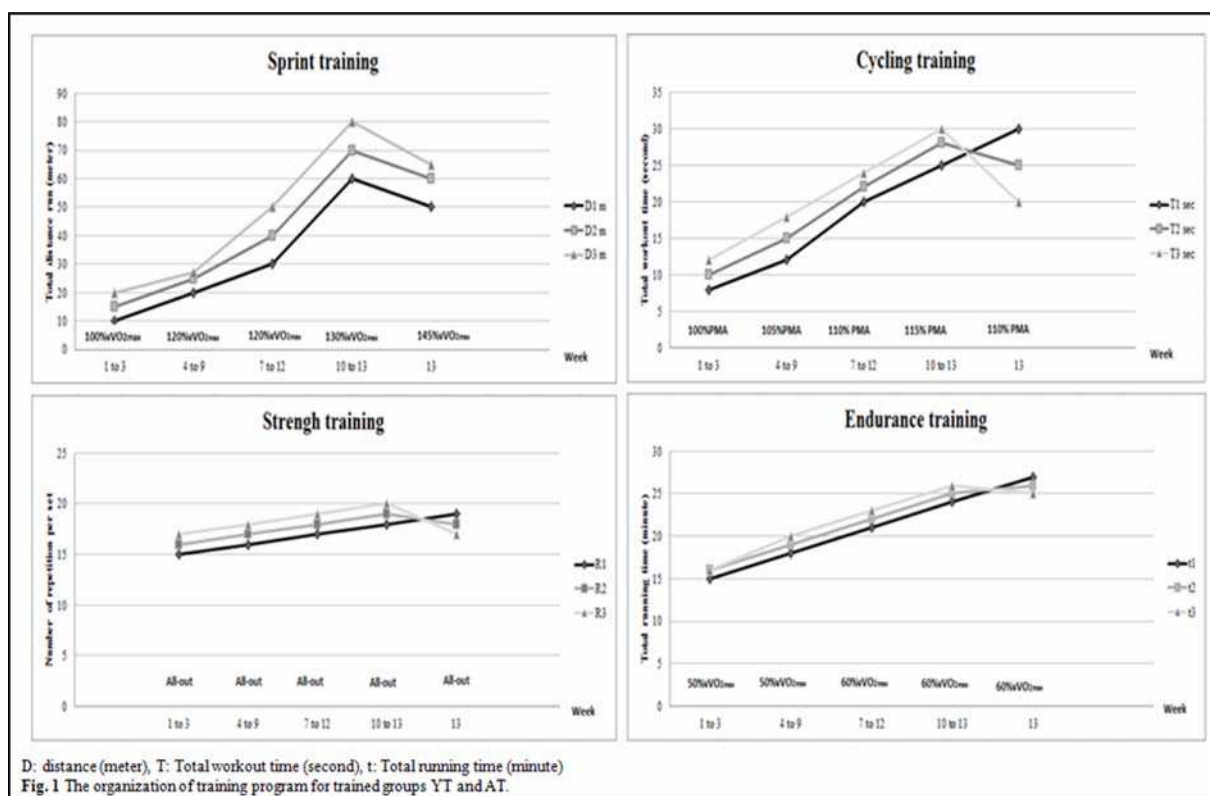 Sprint training
Total distance run (meter)
90
80
70
60
50
40
30
20
10
0
100%vVO2max 120%vVO2max 120%vVO2max 130%vVO2max 145%vVO2max
Week
1 to 3 4 to 9 7 to 12 10 to 13 13
D1 m
D2 m
D3 m
Cycling training
Total workout time (second)
35
30
25
20
15
10
5
0
100%PMA 105%PMA 110% PMA 115% PMA 110% PMA
Week
1 to 3 4 to 9 7 to 12 10 to 13 13
T1 sec
T2 sec
T3 sec
Strengh training
Number of repetition per set
25
20
15
10
5
0
All-out All-out All-out All-out All-out
Week
1 to 3 4 to 9 7 to 12 10 to 13 13
R1
R2
R3
Endurance training
Total running time (minute)
30
25
20
15
10
5
0
50%vVO2max 50%vVO2max 60%vVO2max 60%vVO2max 60%vVO2max
Week
1 to 3 4 to 9 7 to 12 10 to 13 13
t1
t2
t3
D: distance (meter), T: Total workout time (second), t: Total running time (minute)
Fig. 1 The organization of training program for trained groups YT and AT.